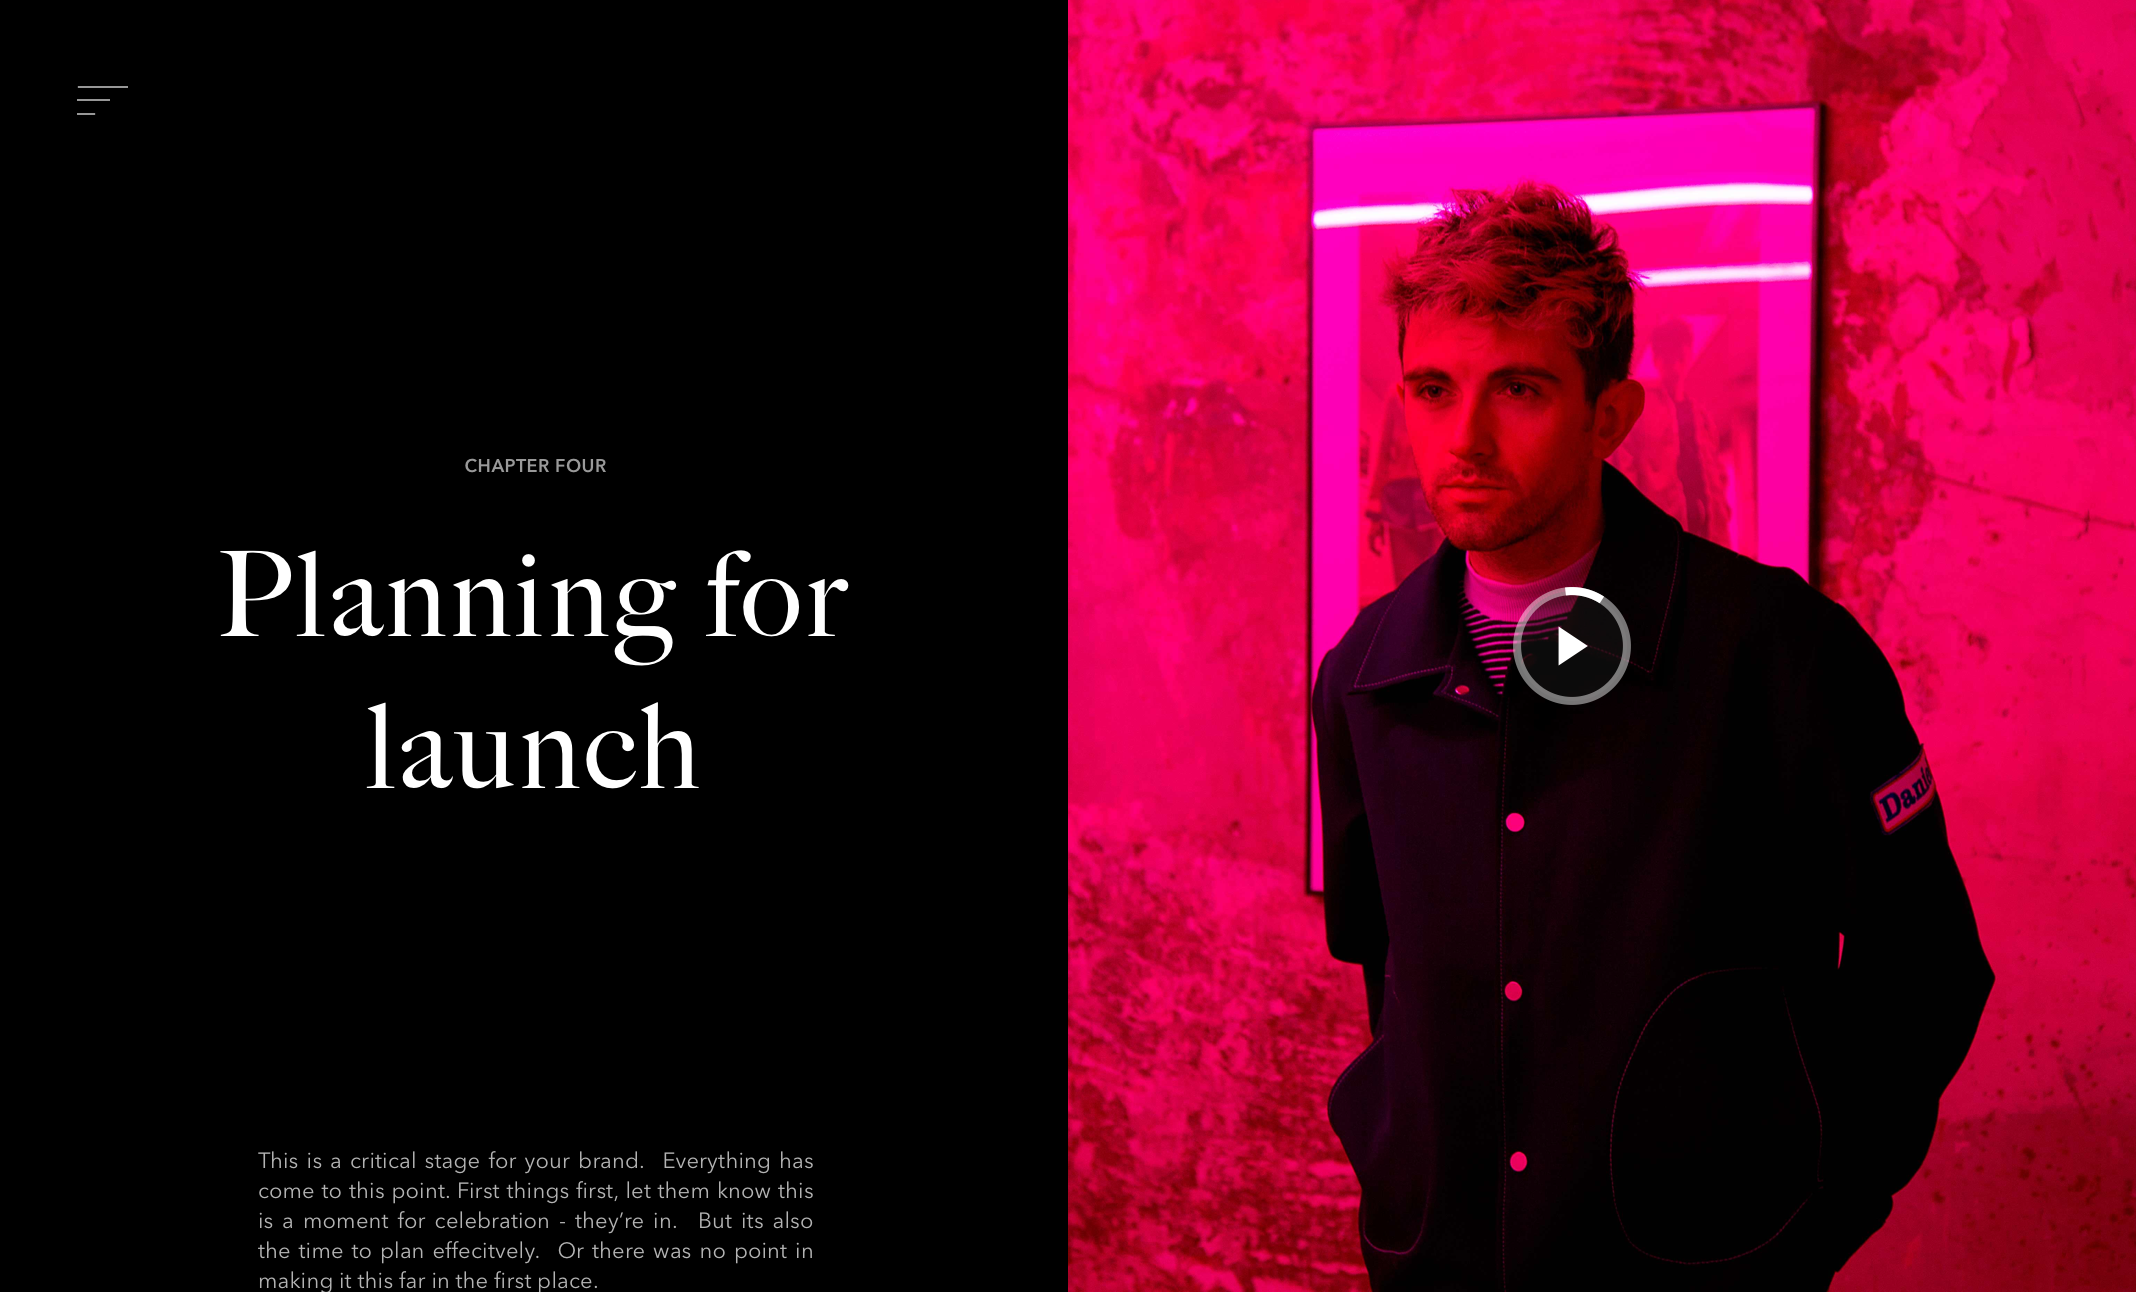 CHAPTER FOUR
Planning for
launch
This is a critical stage for your brand.  Everything has
come to this point. First things first, let them know this
is a moment for celebration - they’re in.  But its also
the time to plan effecitvely.  Or there was no point in
making it this far in the first place.